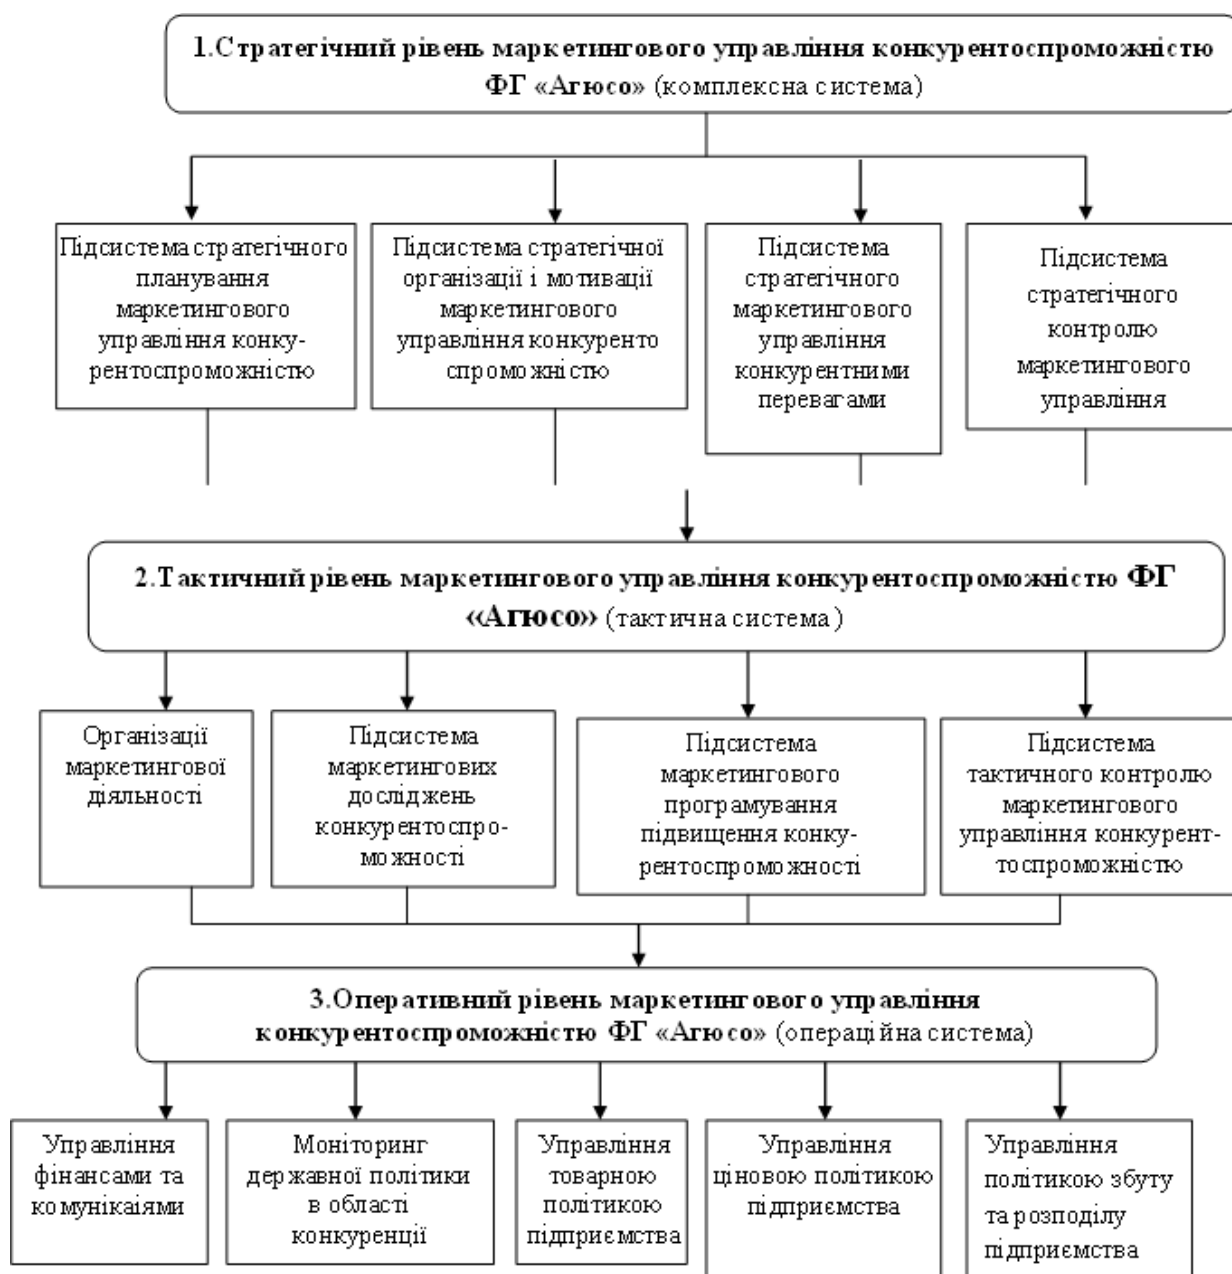 1.Стратегічний рівень маркетингового управління конкурентоспроможністю
ФГ «Агюсо» (комплексна система)
Підсистема стратегічного
планування
маркетингового
управління конку-
рентоспроможністю
Підсистема стратегічної
організації і мотивації
маркетингового
управління конкуренто
спроможністю
Підсистема
стратегічного
маркетингового
управління
конкурентними
перевагами
Підсистема
стратегічного
контролю
маркетингового
управління
2.Тактичний рівень маркетингового управління конкурентоспроможністю ФГ
«Агюсо» (тактична система)
Організації
маркетингової
діяльності
Підсистема
маркетингових
досліджень
конкурентоспро-
можності
Підсистема
маркетингового
програмування
підвищення конку-
рентоспроможності
Підсистема
тактичного контролю
маркетингового
управління конкурент-
тоспроможністю
3.Оперативний рівень маркетингового управління
конкурентоспроможністю ФГ «Агюсо» (операційна система)
Управління
фінансами та
комунікаіями
Моніторинг
державної політики
в області
конкуренції
Управління
товарною
політикою
підприємства
Управління
ціновою політикою
підприємства
Управління
політикою збуту
та розподілу
підприємства